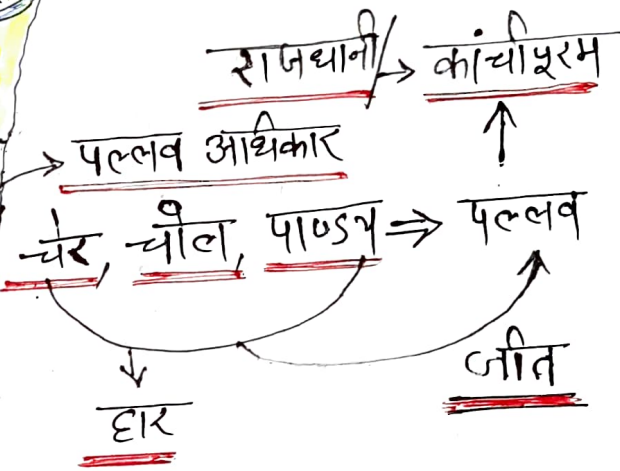 राजधानी → कांचीपुरम
→ पल्लव अधिकार
चेर, चोल, पाण्ड्य ⇒ पल्लव
जीत
हार